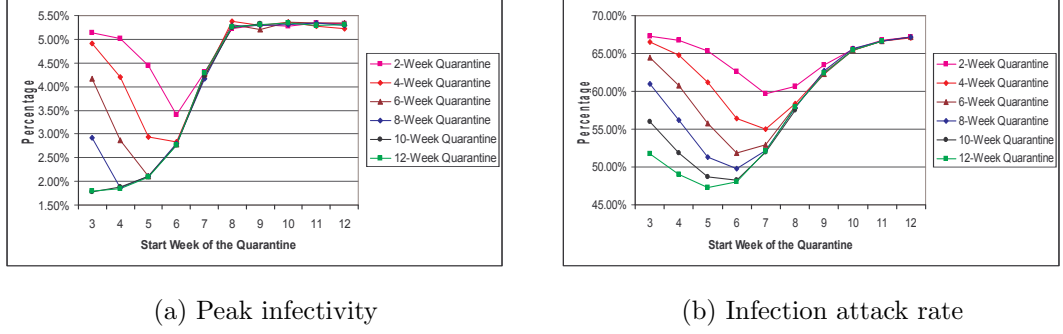 5.50%
5.00%
4.50%
4.00%
3.50%
3.00%
2.50%
2.00%
1.50%
Percentage
3 4 5 6 7 8 9 10 11 12
Start Week of the Quarantine
2-Week Quarantine
4-Week Quarantine
6-Week Quarantine
8-Week Quarantine
10-Week Quarantine
12-Week Quarantine
(a) Peak infectivity
70.00%
65.00%
60.00%
55.00%
50.00%
45.00%
Percentage
3 4 5 6 7 8 9 10 11 12
Start Week of the Quarantine
2-Week Quarantine
4-Week Quarantine
6-Week Quarantine
8-Week Quarantine
10-Week Quarantine
12-Week Quarantine
(b) Infection attack rate